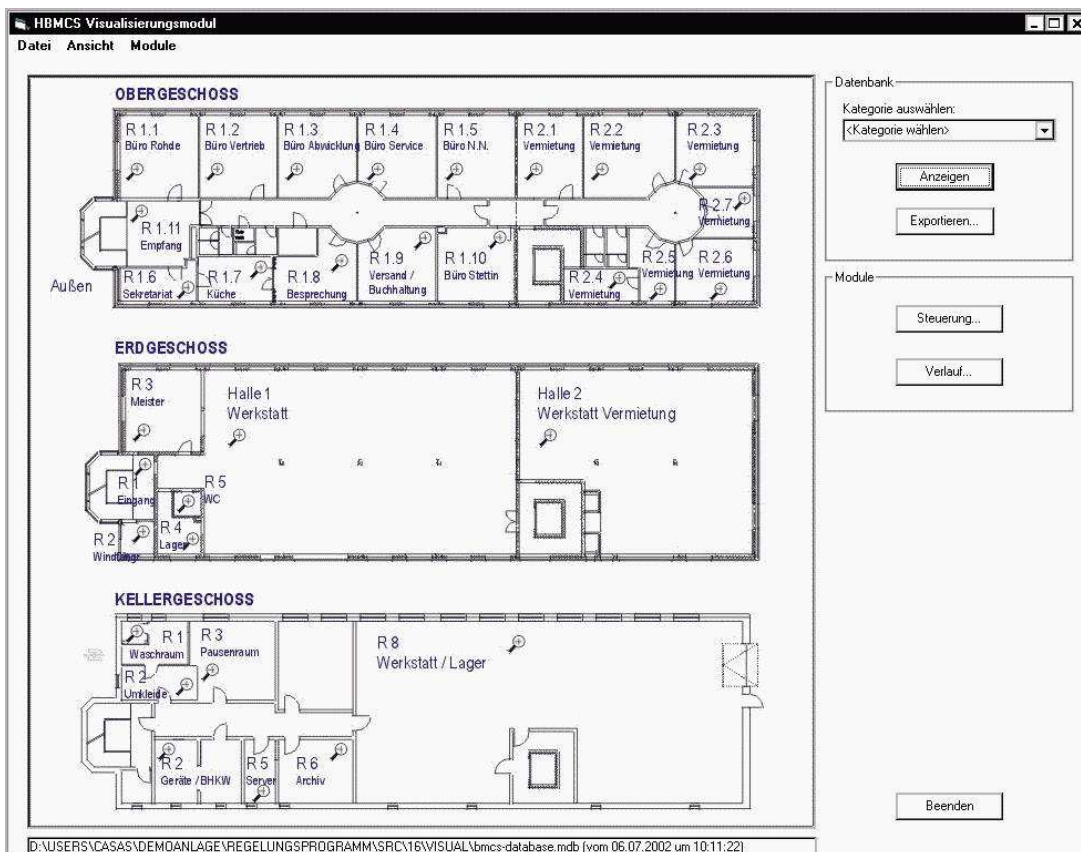 HBMCS Visualisierungsmodul
Datei Ansicht Module
OBERGESCHOSS
R 1.1
Büro Rohde
R 1.2
Büro Vertrieb
R 1.3
Büro Abwicklung
R 1.4
Büro Service
R 1.5
Büro N.N.
R 2.1
Vermietung
R 2.2
Vermietung
R 2.3
Vermietung
R 2.7
Vermietung
R 1.11
Empfang
Außen
R 1.6
Sekretariat
R 1.7
Küche
R 1.8
Besprechung
R 1.9
Versand /
Buchhaltung
R 1.10
Büro Stettin
R 2.4
Vermietung
R 2.5
Vermietung
R 2.6
Vermietung
ERDGESCHOSS
R 3
Meister
Halle 1
Werkstatt
Halle 2
Werkstatt Vermietung
R 1
Eingang
R 5
WC
R 2
Windfang
R 4
Lager
KELLERGESCHOSS
R 1
Waschraum
R 3
Pausenraum
R 2
Umkleide
R 8
Werkstatt / Lager
R 2
Geräte / BHKW
R 5
Server
R 6
Archiv
Datenbank
Kategorie auswählen:
<Kategorie wählen>
Anzeigen
Exportieren...
Module
Steuerung...
Verlauf...
Beenden
D:\USERS\CASAS\DEMOANLAGE\REGELUNGSPROGRAMM\SRC\16\VISUAL\bmcs-database.mdb (vom 06.07.2002 um 10:11:22)